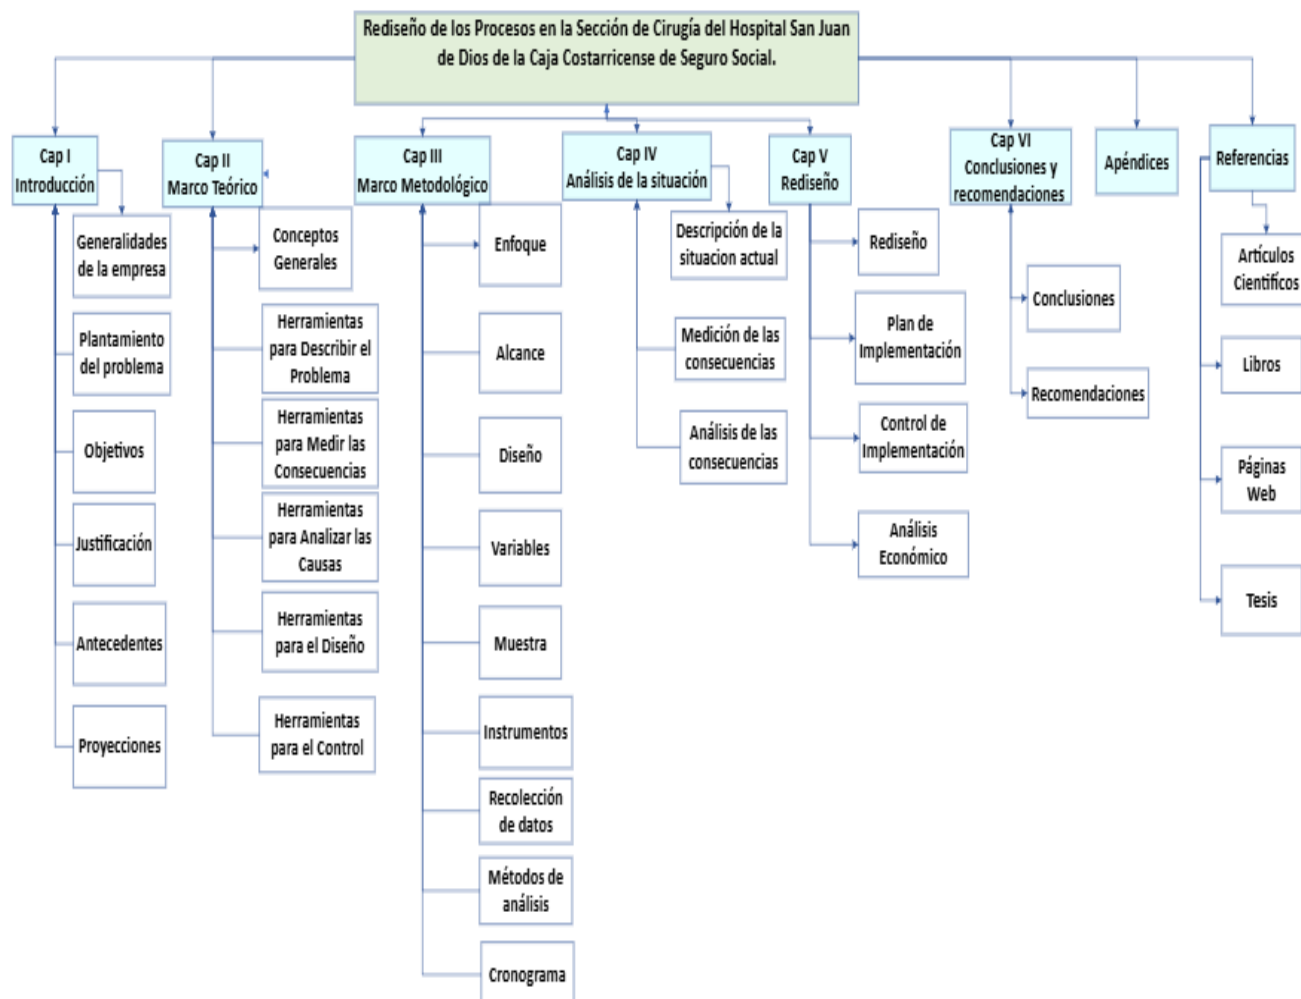 Rediseño de los Procesos en la Sección de Cirugía del Hospital San Juan
de Dios de la Caja Costarricense de Seguro Social.
Cap I
Introducción
Generalidades
de la empresa
Plantamiento
del problema
Objetivos
Justificación
Antecedentes
Proyecciones
Cap II
Marco Teórico
Conceptos
Generales
Herramientas
para Describir el
Problema
Herramientas
para Medir las
Consecuencias
Herramientas
para Analizar las
Causas
Herramientas
para el Diseño
Herramientas
para el Control
Cap III
Marco Metodológico
Enfoque
Alcance
Diseño
Variables
Muestra
Instrumentos
Recolección
de datos
Métodos de
análisis
Cronograma
Cap IV
Análisis de la situación
Descripción de la
situacion actual
Medición de las
consecuencias
Análisis de las
consecuencias
Cap V
Rediseño
Rediseño
Plan de
Implementación
Control de
Implementación
Análisis
Económico
Cap VI
Conclusiones y
recomendaciones
Conclusiones
Recomendaciones
Apéndices
Referencias
Artículos
Científicos
Libros
Páginas
Web
Tesis